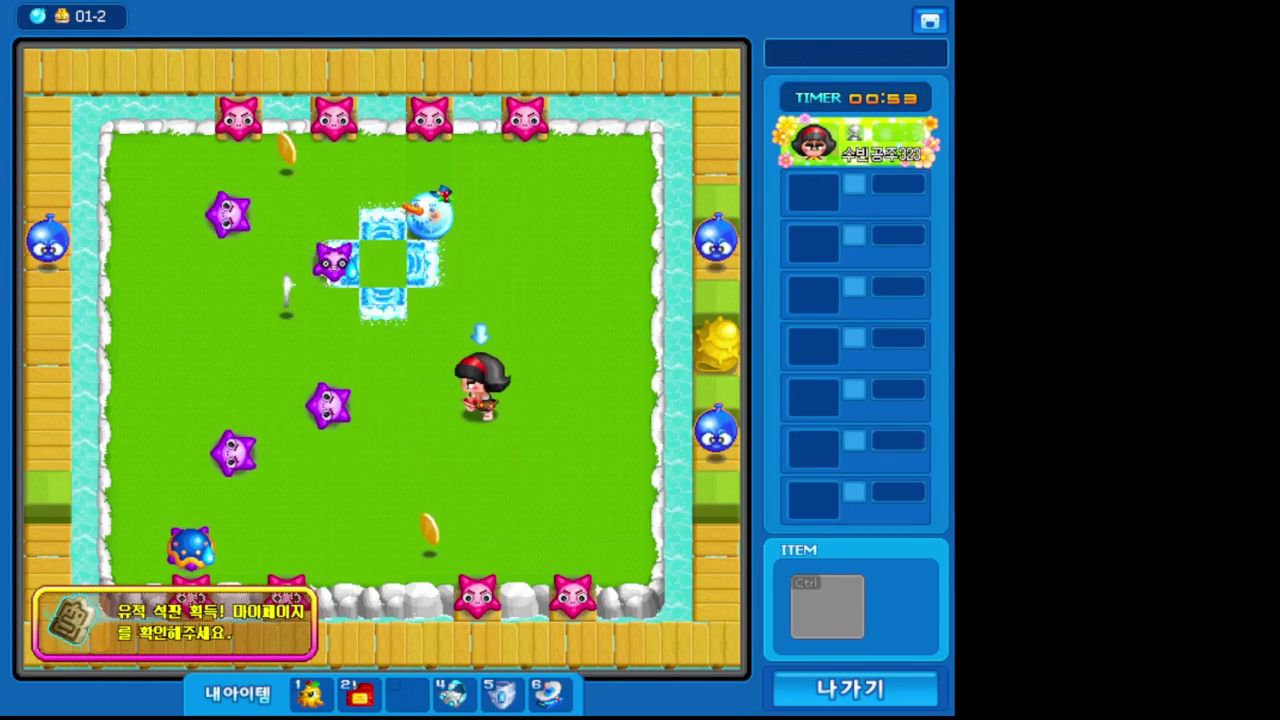 01-2
TIMER 00:53
수빈공주323
유적 석판 획득! 마이페이지
를 확인해주세요.
ITEM
Ctrl
내아이템 1 2 4 5 6
나가기